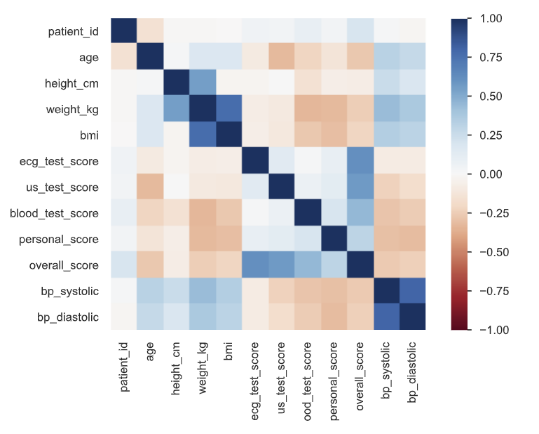 patient_id
age
height_cm
weight_kg
bmi
ecg_test_score
us_test_score
blood_test_score
personal_score
overall_score
bp_systolic
bp_diastolic
patient_id
age
height_cm
weight_kg
bmi
ecg_test_score
us_test_score
ood_test_score
personal_score
overall_score
bp_systolic
bp_diastolic
1.00
0.75
0.50
0.25
0.00
−0.25
−0.50
−0.75
−1.00